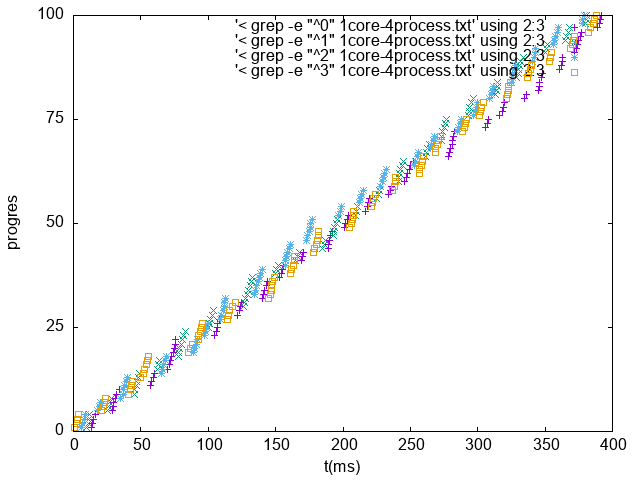 100
'< grep -e "^0" 1core-4process.txt' using 2:3
'< grep -e "^1" 1core-4process.txt' using 2:3
'< grep -e "^2" 1core-4process.txt' using 2:3
'< grep -e "^3" 1core-4process.txt' using 2:3
75
progres
50
25
0
0 50 100 150 200 250 300 350 400
t(ms)